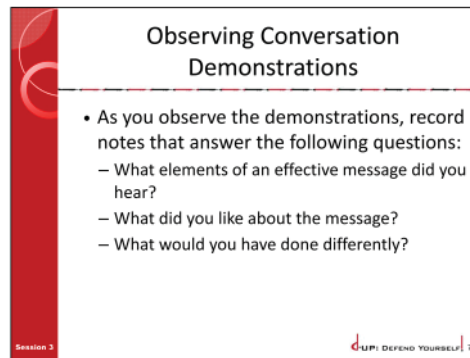 Observing Conversation
Demonstrations
• As you observe the demonstrations, record
notes that answer the following questions:
– What elements of an effective message did you
hear?
– What did you like about the message?
– What would you have done differently?
Session 3
d-UP: DEFEND YOURSELF!